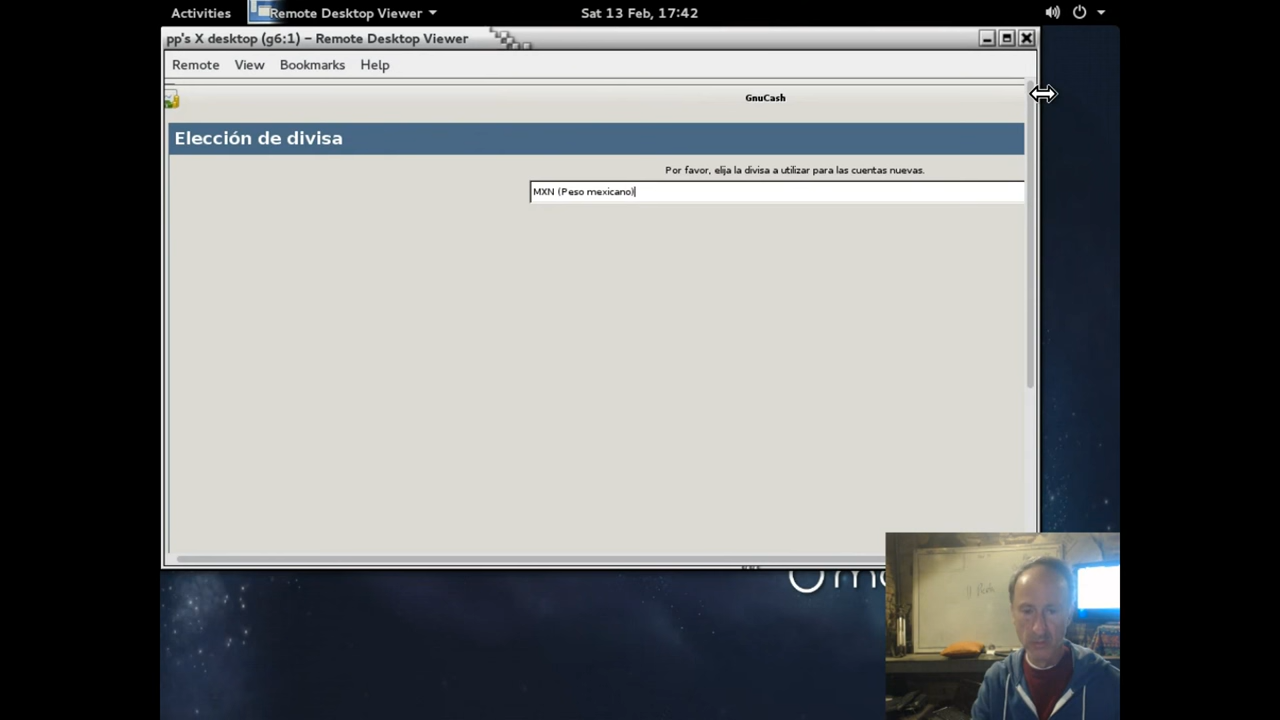 Activities
Remote Desktop Viewer
Sat 13 Feb, 17:42
pp's X desktop (g6:1) – Remote Desktop Viewer
Remote View Bookmarks Help
GnuCash
Elección de divisa
Por favor, elija la divisa a utilizar para las cuentas nuevas.
MXN (Peso mexicano)